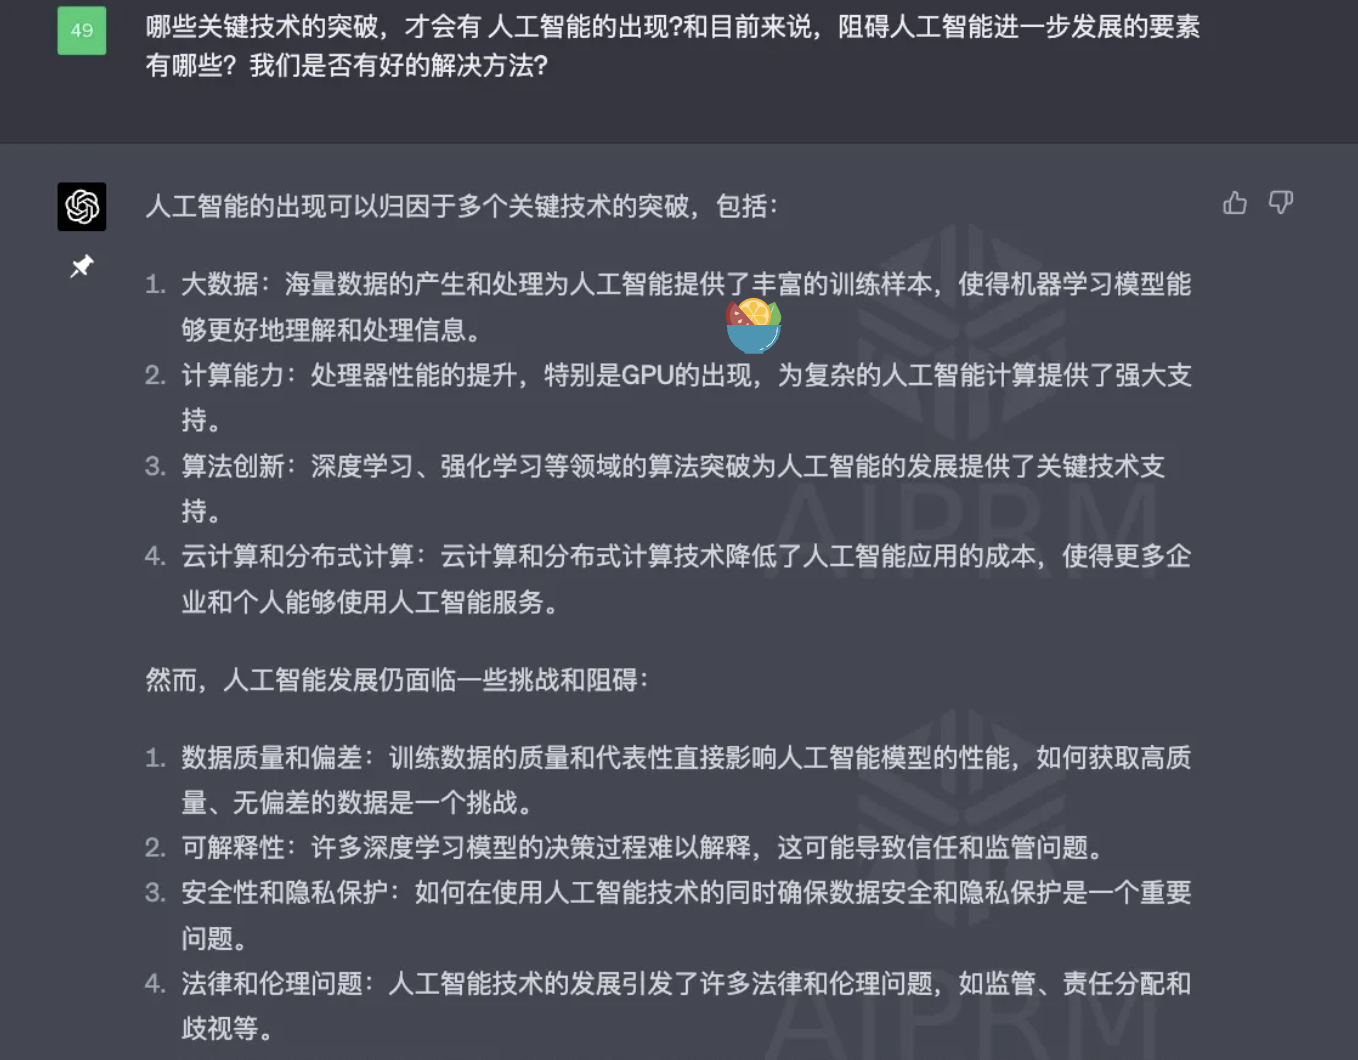 49
哪些关键技术的突破，才会有 人工智能的出现?和目前来说，阻碍人工智能进一步发展的要素
有哪些？我们是否有好的解决方法?
人工智能的出现可以归因于多个关键技术的突破，包括：
1. 大数据：海量数据的产生和处理为人工智能提供了丰富的训练样本，使得机器学习模型能
够更好地理解和处理信息。
2. 计算能力：处理器性能的提升，特别是GPU的出现，为复杂的人工智能计算提供了强大支
持。
3. 算法创新：深度学习、强化学习等领域的算法突破为人工智能的发展提供了关键技术支
持。
4. 云计算和分布式计算：云计算和分布式计算技术降低了人工智能应用的成本，使得更多企
业和个人能够使用人工智能服务。
然而，人工智能发展仍面临一些挑战和阻碍：
1. 数据质量和偏差：训练数据的质量和代表性直接影响人工智能模型的性能，如何获取高质
量、无偏差的数据是一个挑战。
2. 可解释性：许多深度学习模型的决策过程难以解释，这可能导致信任和监管问题。
3. 安全性和隐私保护：如何在使用人工智能技术的同时确保数据安全和隐私保护是一个重要
问题。
4. 法律和伦理问题：人工智能技术的发展引发了许多法律和伦理问题，如监管、责任分配和
歧视等。
AIPRM
AIPRM